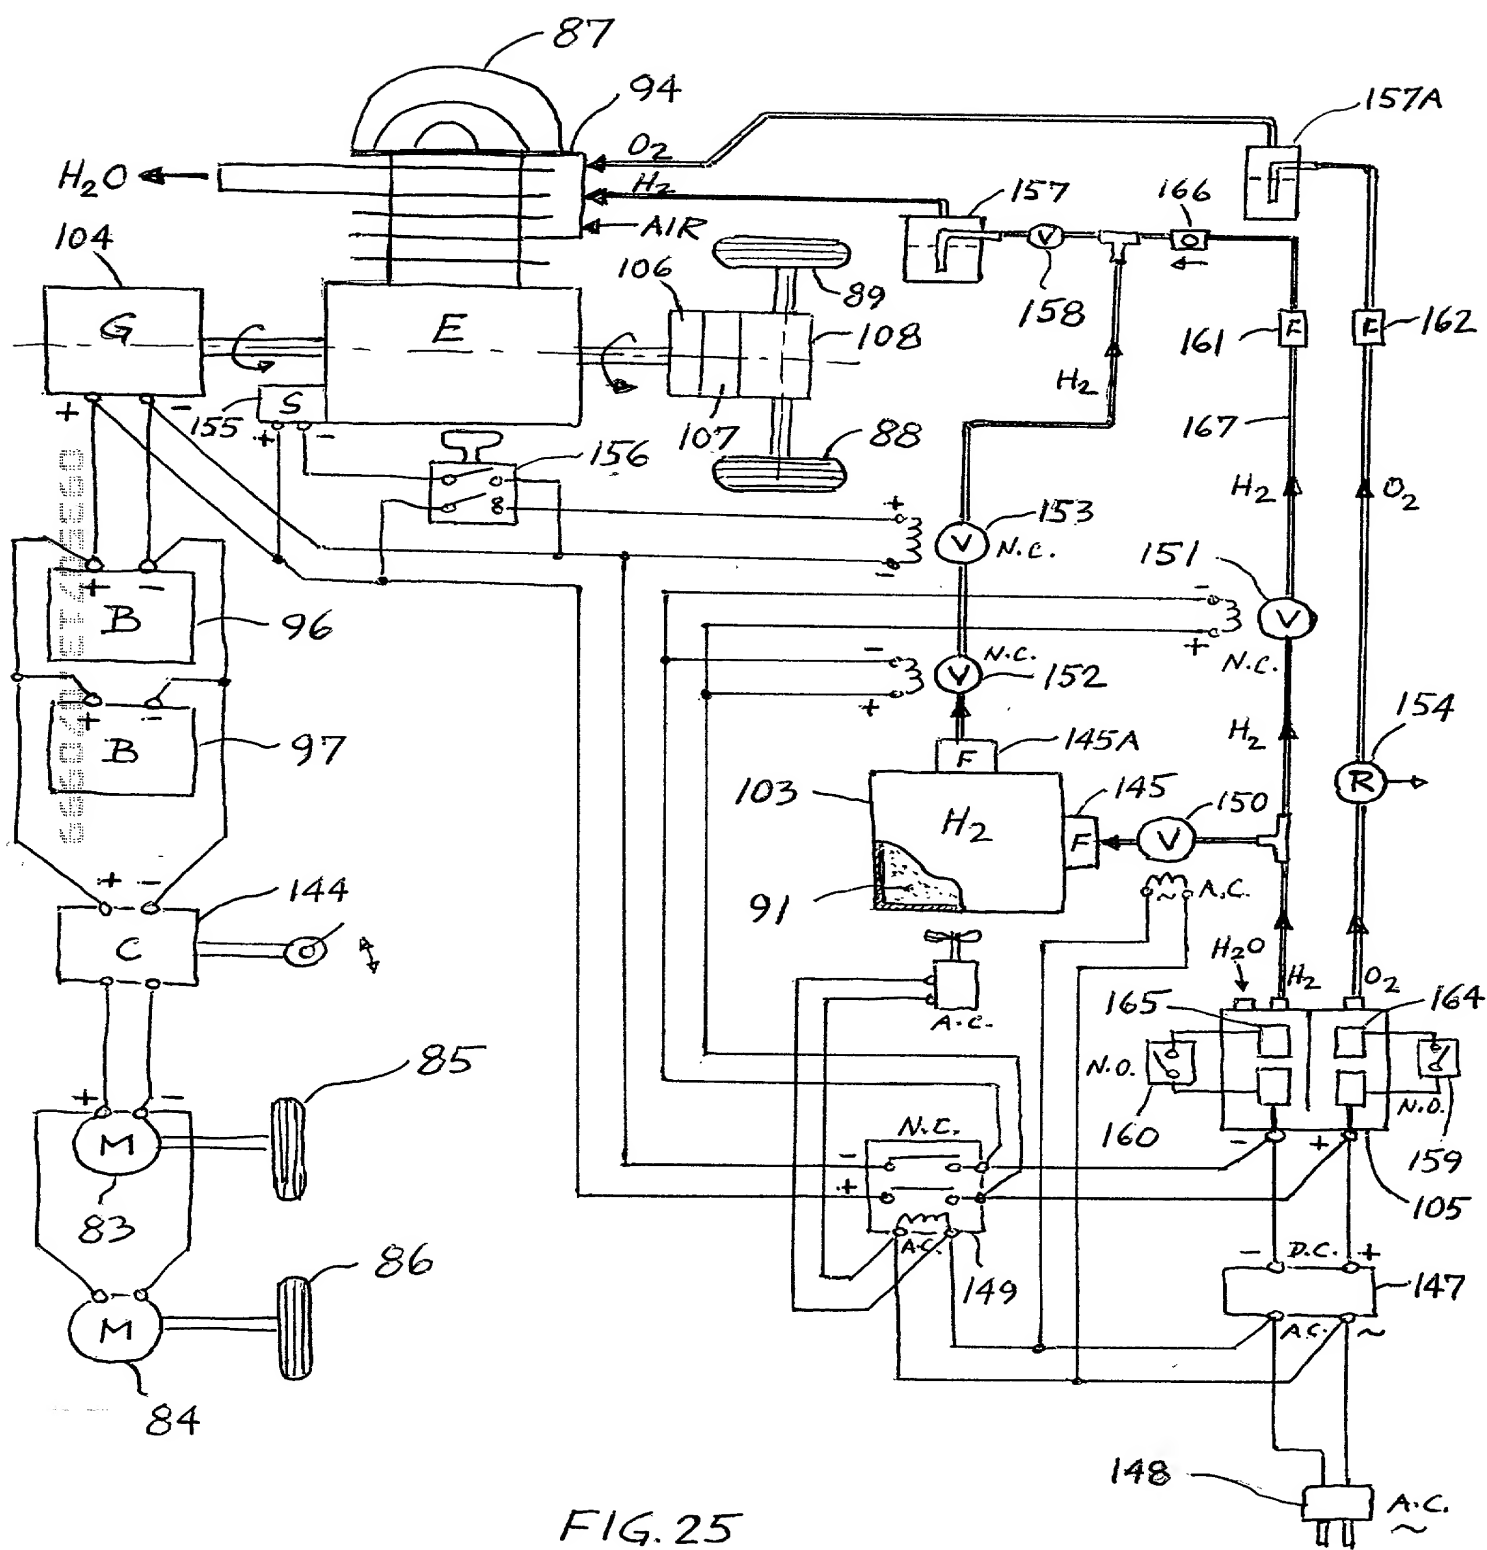 87
94
157A
O2
H2O
H2
157
166
AIR
104
106
89
V
158
G
E
108
161
F
F
162
H2
+
-
155
S
107
88
167
+
-
156
H2
O2
+
153
V
N.C.
151
-
-
V
+
-
B
96
N.C.
-
V
152
+
N.C.
+
154
+
-
B
97
H2
F
145A
R
103
H2
145
150
F
V
+
-
144
91
~
A.C.
C
H2O
H2
O2
A.C.
165
164
N.O.
N.O.
85
+
-
M
160
159
N.C.
-
+
-
+
105
83
A.C.
149
-
D.C.
+
86
147
M
A.C.
~
84
148
A.C.
~
FIG. 25